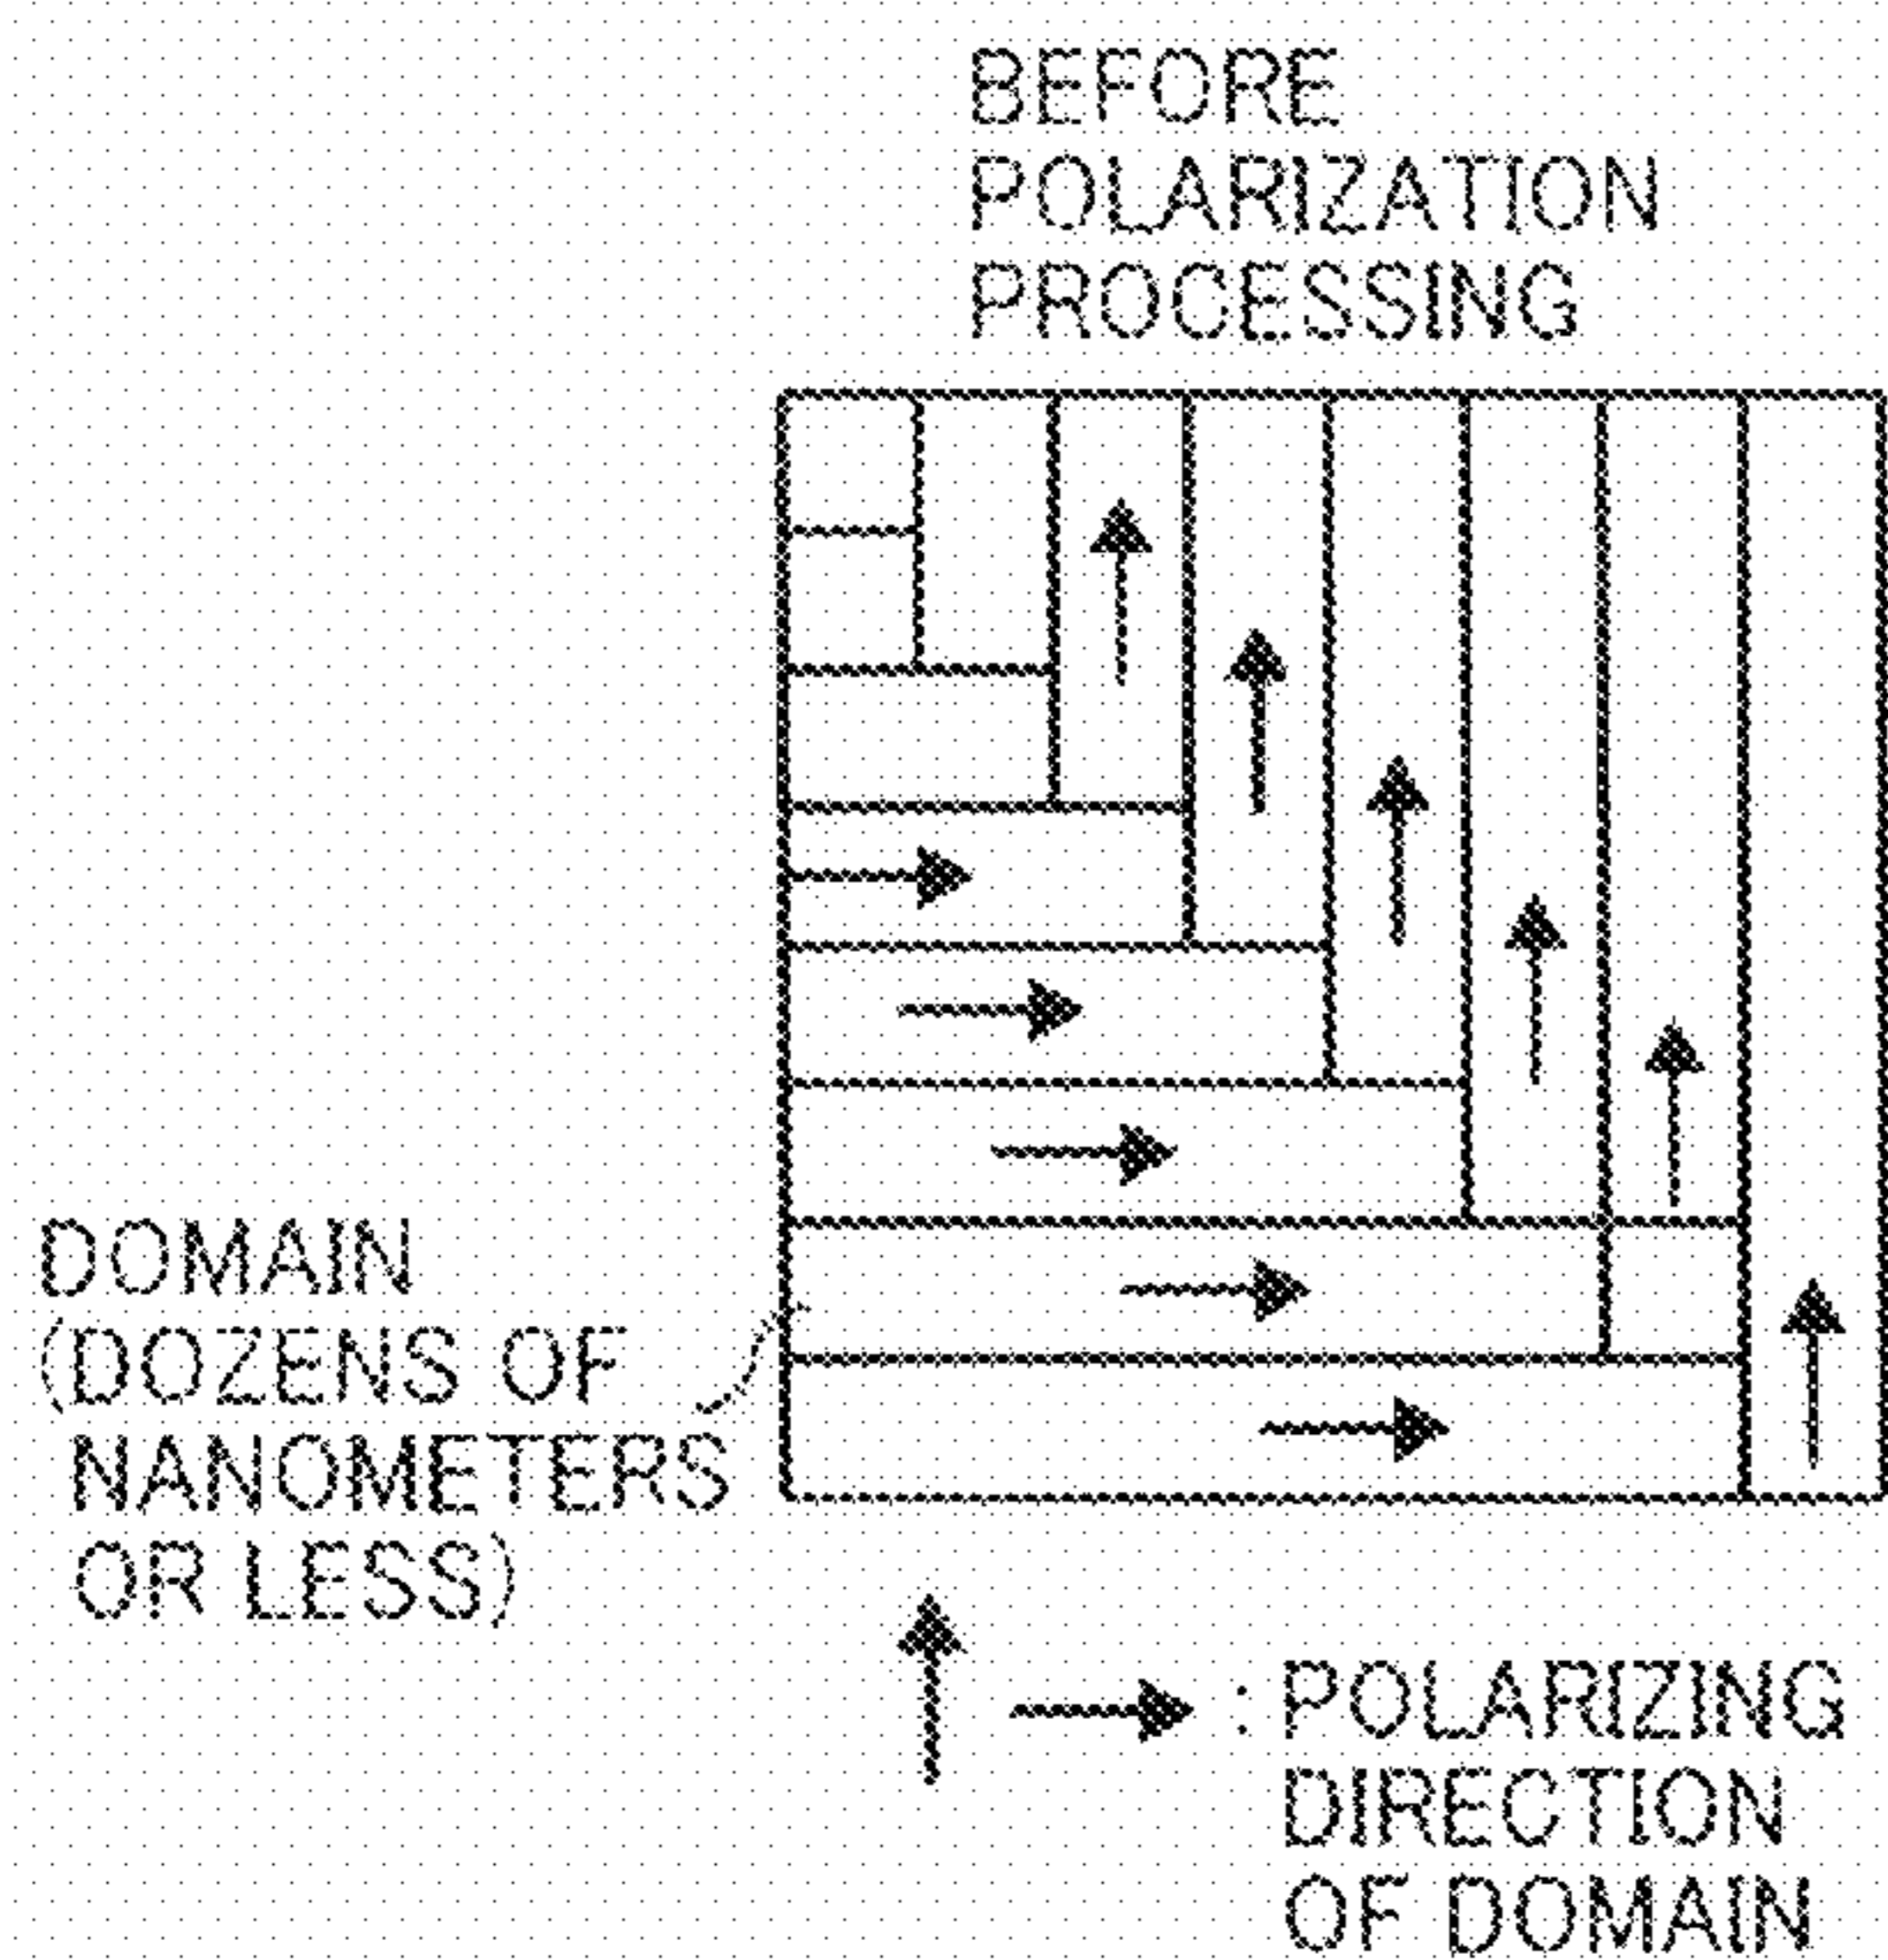 BEFORE
POLARIZATION
PROCESSING
DOMAIN
(DOZENS OF
NANOMETERS
OR LESS)
: POLARIZING
DIRECTION
OF DOMAIN